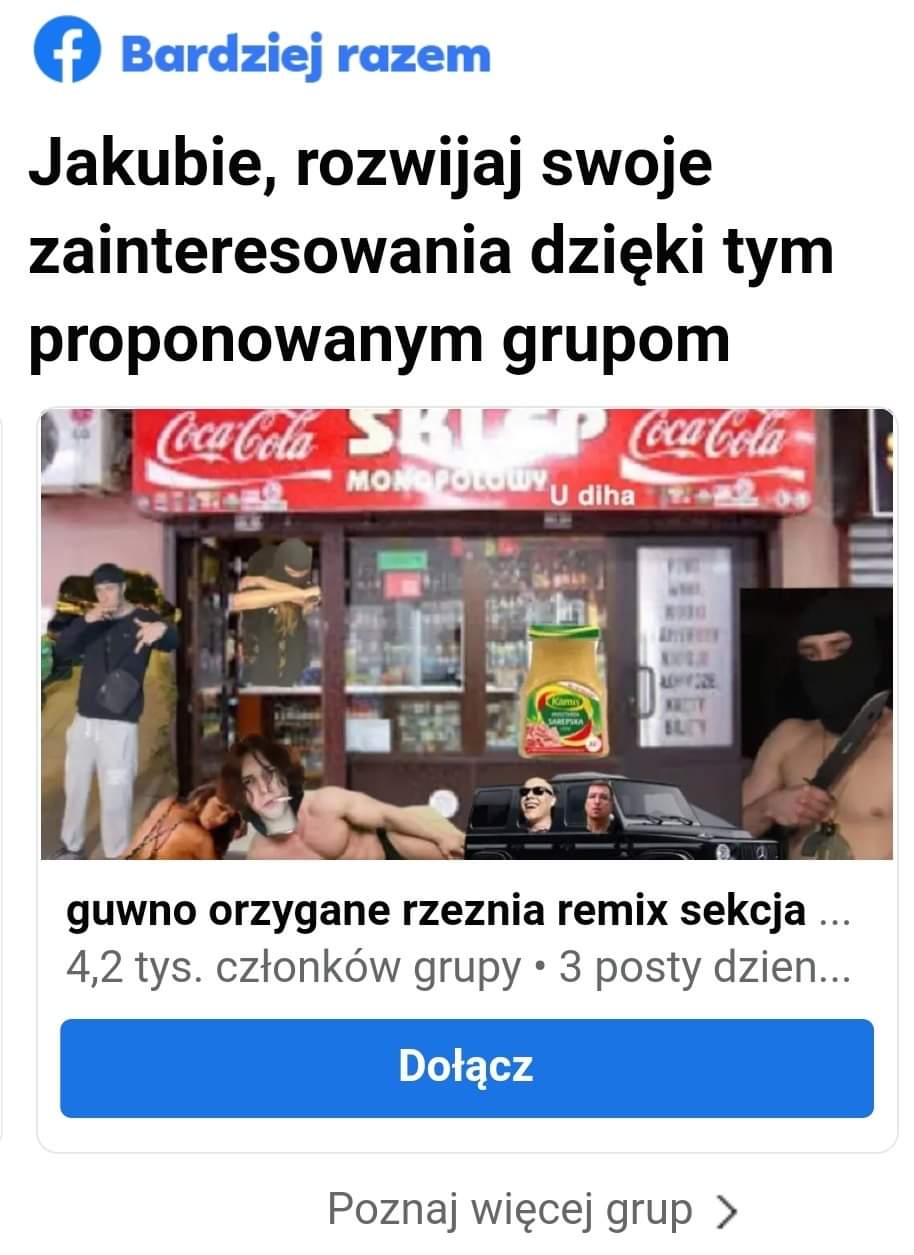 Bardziej razem
Jakubie, rozwijaj swoje
zainteresowania dzięki tym
proponowanym grupom
Coca-Cola SKLEP Coca-Cola
MONOPOLOWY U diha
Kamis
SAREPSKA
guwno orzygane rzeznia remix sekcja ...
4,2 tys. członków grupy • 3 posty dzien...
Dołącz
Poznaj więcej grup